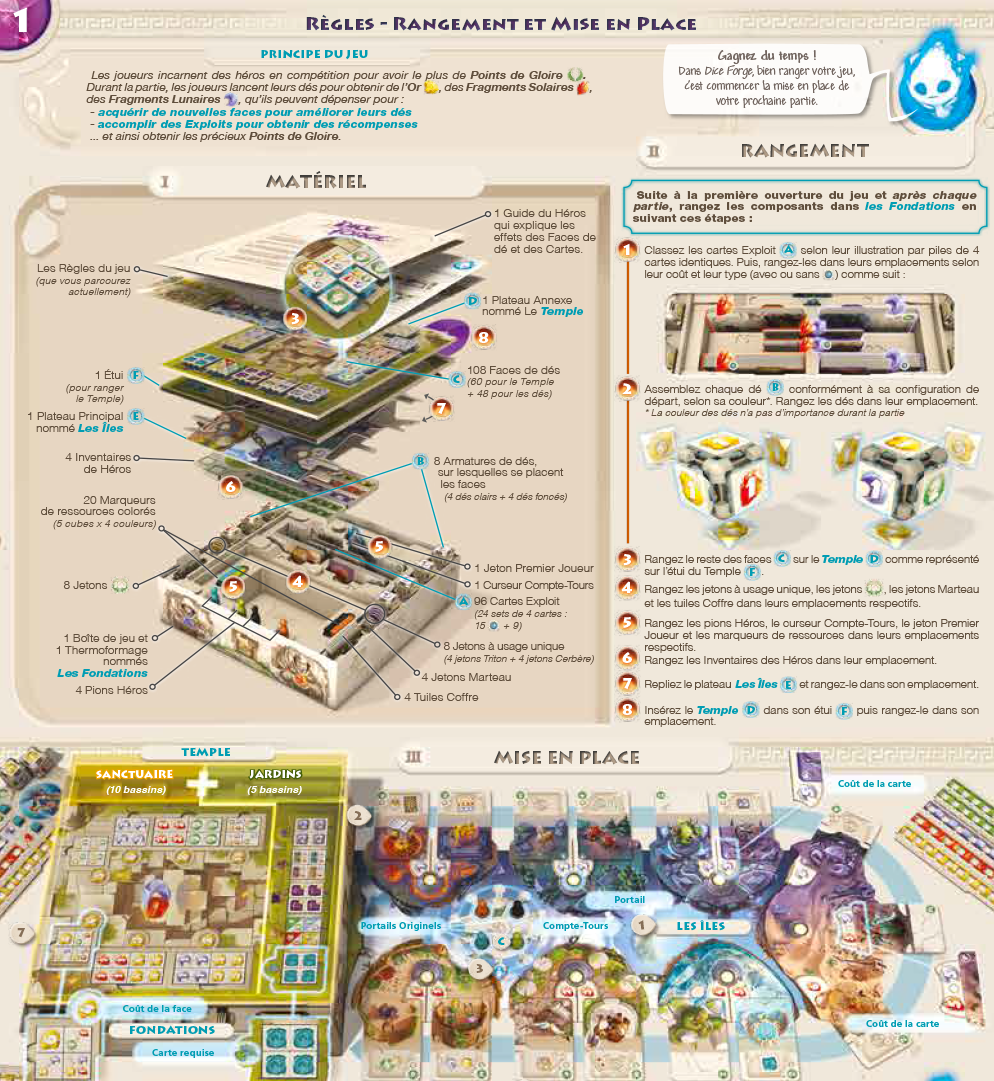 1
RÈGLES - RANGEMENT ET MISE EN PLACE
PRINCIPE DU JEU
Les joueurs incarnent des héros en compétition pour avoir le plus de Points de Gloire .
Durant la partie, les joueurs lancent leurs dés pour obtenir de l'Or , des Fragments Solaires ,
des Fragments Lunaires , qu'ils peuvent dépenser pour :
- acquérir de nouvelles faces pour améliorer leurs dés
- accomplir des Exploits pour obtenir des récompenses
... et ainsi obtenir les précieux Points de Gloire.
Gagnez du temps !
Dans Dice Forge, bien ranger votre jeu,
c'est commencer la mise en place de
votre prochaine partie.
I
MATÉRIEL
1 Guide du Héros
qui explique les
effets des Faces de
dé et des Cartes.
Les Règles du jeu
(que vous parcourez
actuellement)
3
D 1 Plateau Annexe
nommé Le Temple
8
1 Étui F
(pour ranger
le Temple)
C 108 Faces de dés
(60 pour le Temple
+ 48 pour les dés)
7
1 Plateau Principal E
nommé Les Îles
4 Inventaires
de Héros
6
B 8 Armatures de dés,
sur lesquelles se placent
les faces
(4 dés clairs + 4 dés foncés)
20 Marqueurs
de ressources colorés
(5 cubes x 4 couleurs)
5
1 Jeton Premier Joueur
4
8 Jetons
5
1 Curseur Compte-Tours
A 96 Cartes Exploit
(24 sets de 4 cartes :
15 , + 9)
1 Boîte de jeu et
1 Thermoformage
nommés
Les Fondations
8 Jetons à usage unique
(4 jetons Triton + 4 jetons Cerbère)
4 Jetons Marteau
4 Pions Héros
4 Tuiles Coffre
II
RANGEMENT
Suite à la première ouverture du jeu et après chaque
partie, rangez les composants dans les Fondations en
suivant ces étapes :
1 Classez les cartes Exploit A selon leur illustration par piles de 4
cartes identiques. Puis, rangez-les dans leurs emplacements selon
leur coût et leur type (avec ou sans ) comme suit :
2 Assemblez chaque dé B conformément à sa configuration de
départ, selon sa couleur*. Rangez les dés dans leur emplacement.
* La couleur des dés n'a pas d'importance durant la partie
3 Rangez le reste des faces C sur le Temple D comme représenté
sur l'étui du Temple F .
4 Rangez les jetons à usage unique, les jetons , les jetons Marteau
et les tuiles Coffre dans leurs emplacements respectifs.
5 Rangez les pions Héros, le curseur Compte-Tours, le jeton Premier
Joueur et les marqueurs de ressources dans leurs emplacements
respectifs.
6 Rangez les Inventaires des Héros dans leur emplacement.
7 Repliez le plateau Les Îles E et rangez-le dans son emplacement.
8 Insérez le Temple D dans son étui F puis rangez-le dans son
emplacement.
III
MISE EN PLACE
TEMPLE
SANCTUAIRE
(10 bassins)
JARDINS
(5 bassins)
Coût de la carte
2
Portail
Portails Originels
Compte-Tours
1
LES ÎLES
7
3
Coût de la face
FONDATIONS
Carte requise
Coût de la carte